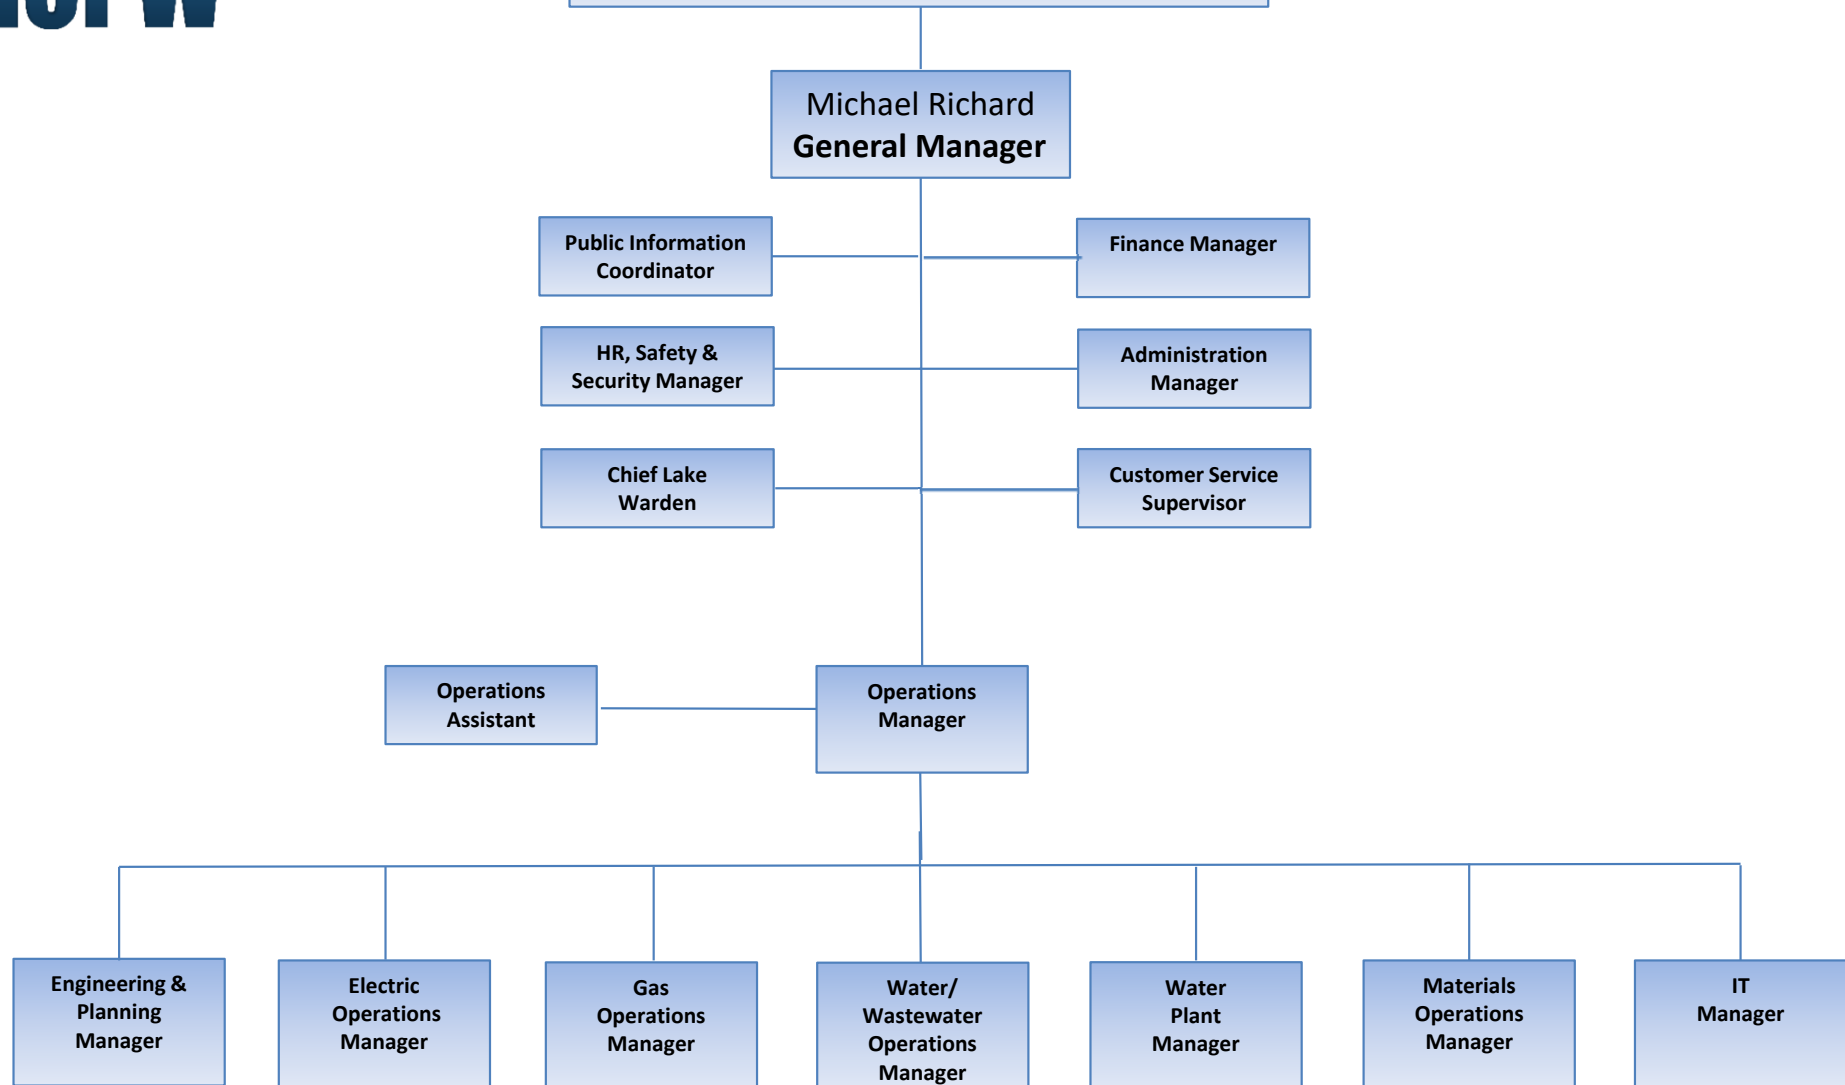 Michael Richard
General Manager
Public Information
Coordinator
Finance Manager
HR, Safety &
Security Manager
Administration
Manager
Chief Lake
Warden
Customer Service
Supervisor
Operations
Assistant
Operations
Manager
Engineering &
Planning
Manager
Electric
Operations
Manager
Gas
Operations
Manager
Water/
Wastewater
Operations
Manager
Water
Plant
Manager
Materials
Operations
Manager
IT
Manager